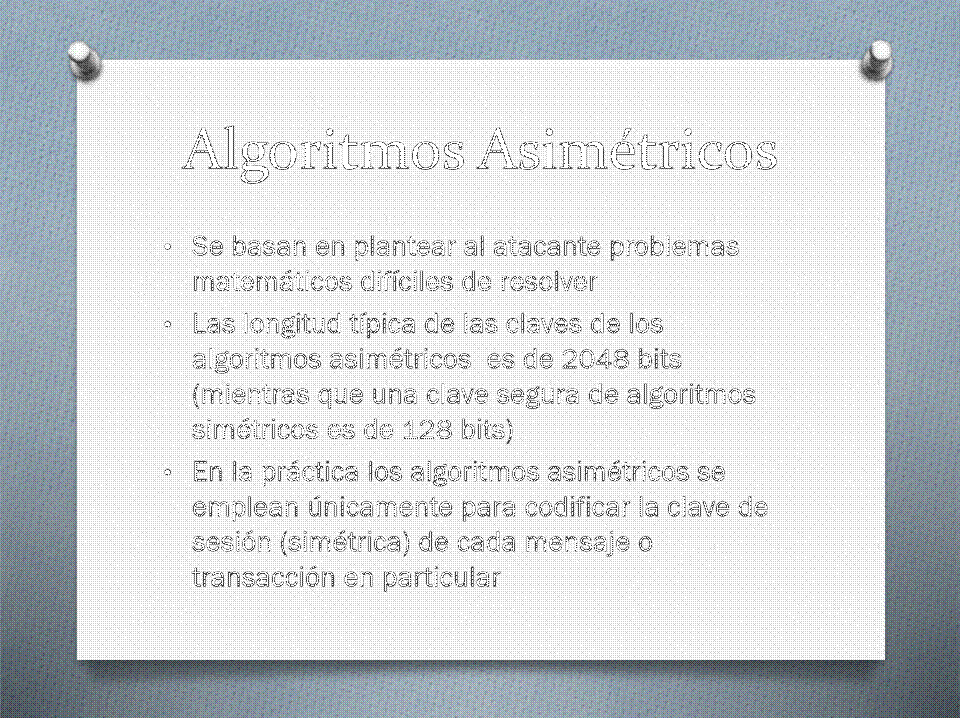 Algoritmos Asimétricos
• Se basan en plantear al atacante problemas
matemáticos difíciles de resolver
• Las longitud típica de las claves de los
algoritmos asimétricos es de 2048 bits
(mientras que una clave segura de algoritmos
simétricos es de 128 bits)
• En la práctica los algoritmos asimétricos se
emplean únicamente para codificar la clave de
sesión (simétrica) de cada mensaje o
transacción en particular